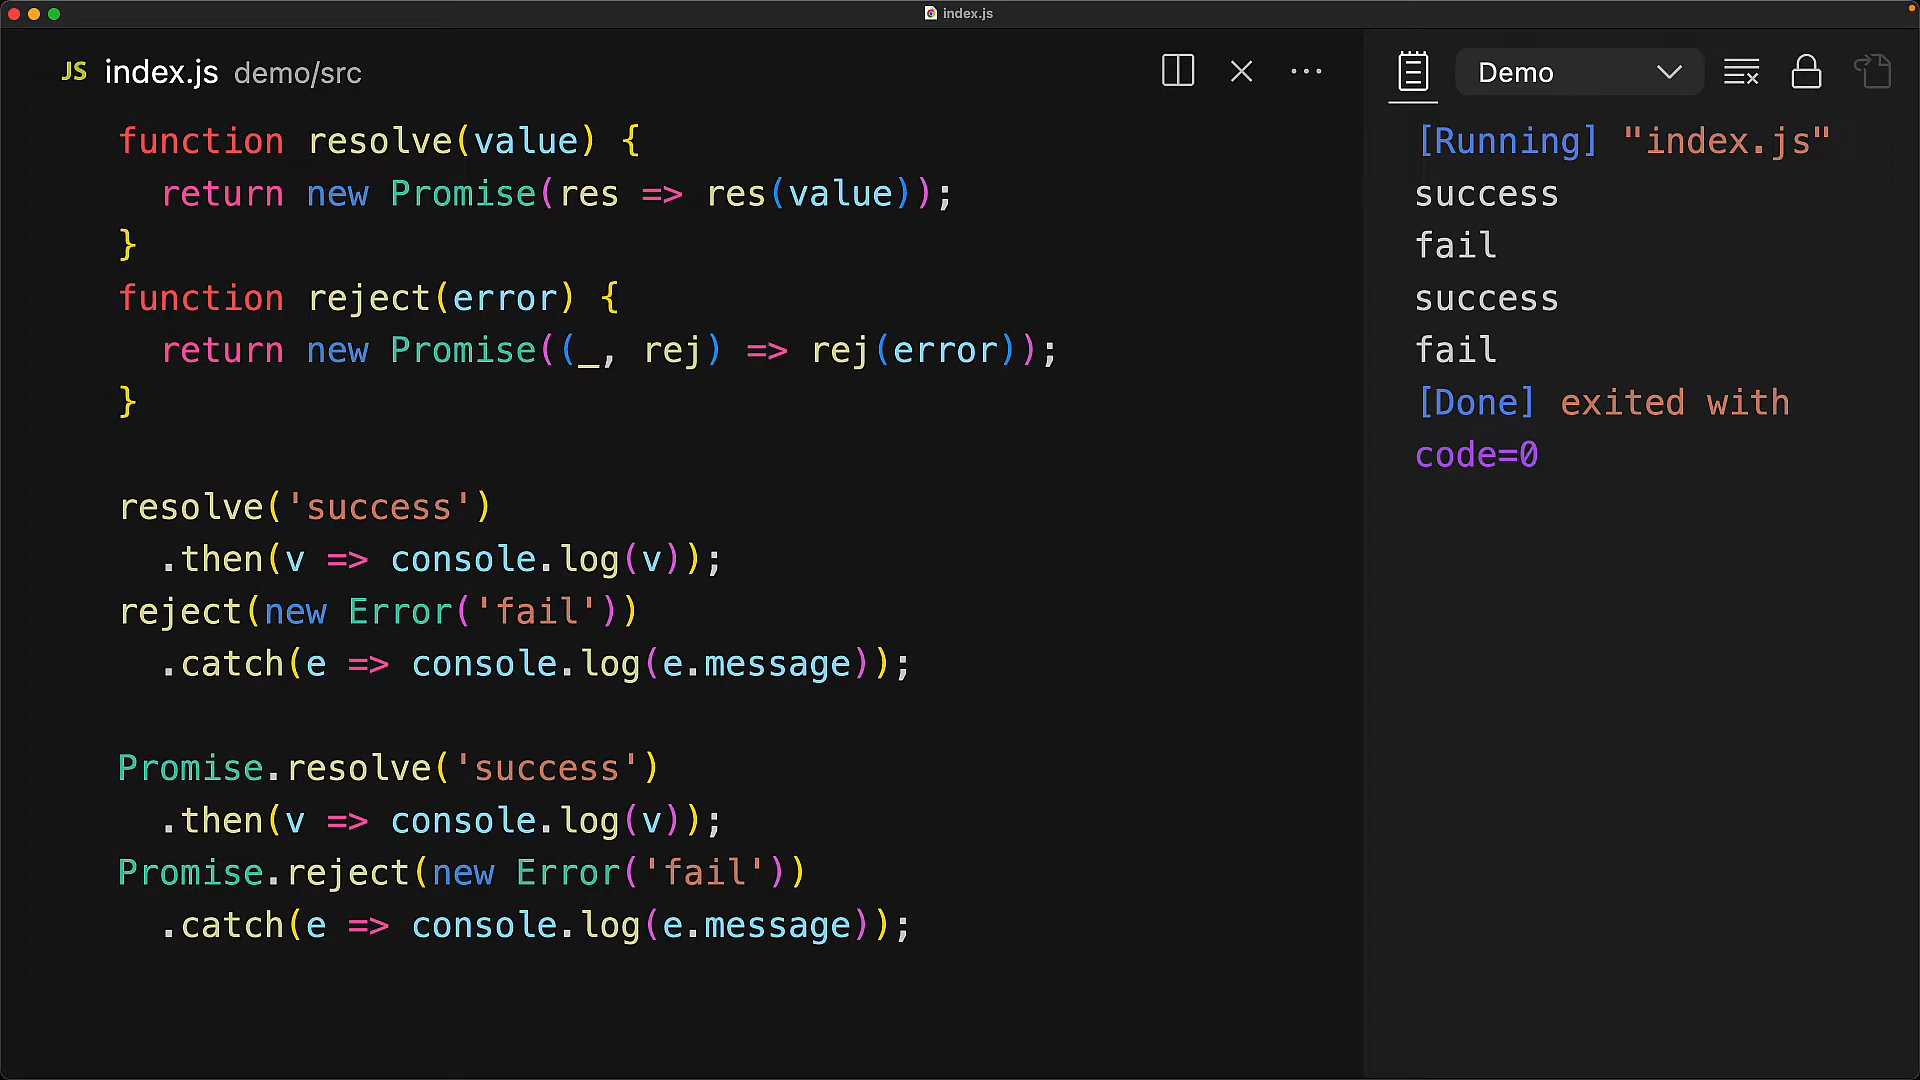 index.js
JS index.js demo/src
function resolve(value) {
  return new Promise(res => res(value));
}
function reject(error) {
  return new Promise((_, rej) => rej(error));
}
resolve('success')
  .then(v => console.log(v));
reject(new Error('fail'))
  .catch(e => console.log(e.message));
Promise.resolve('success')
  .then(v => console.log(v));
Promise.reject(new Error('fail'))
  .catch(e => console.log(e.message));
Demo
[Running] "index.js"
success
fail
success
fail
[Done] exited with
code=0